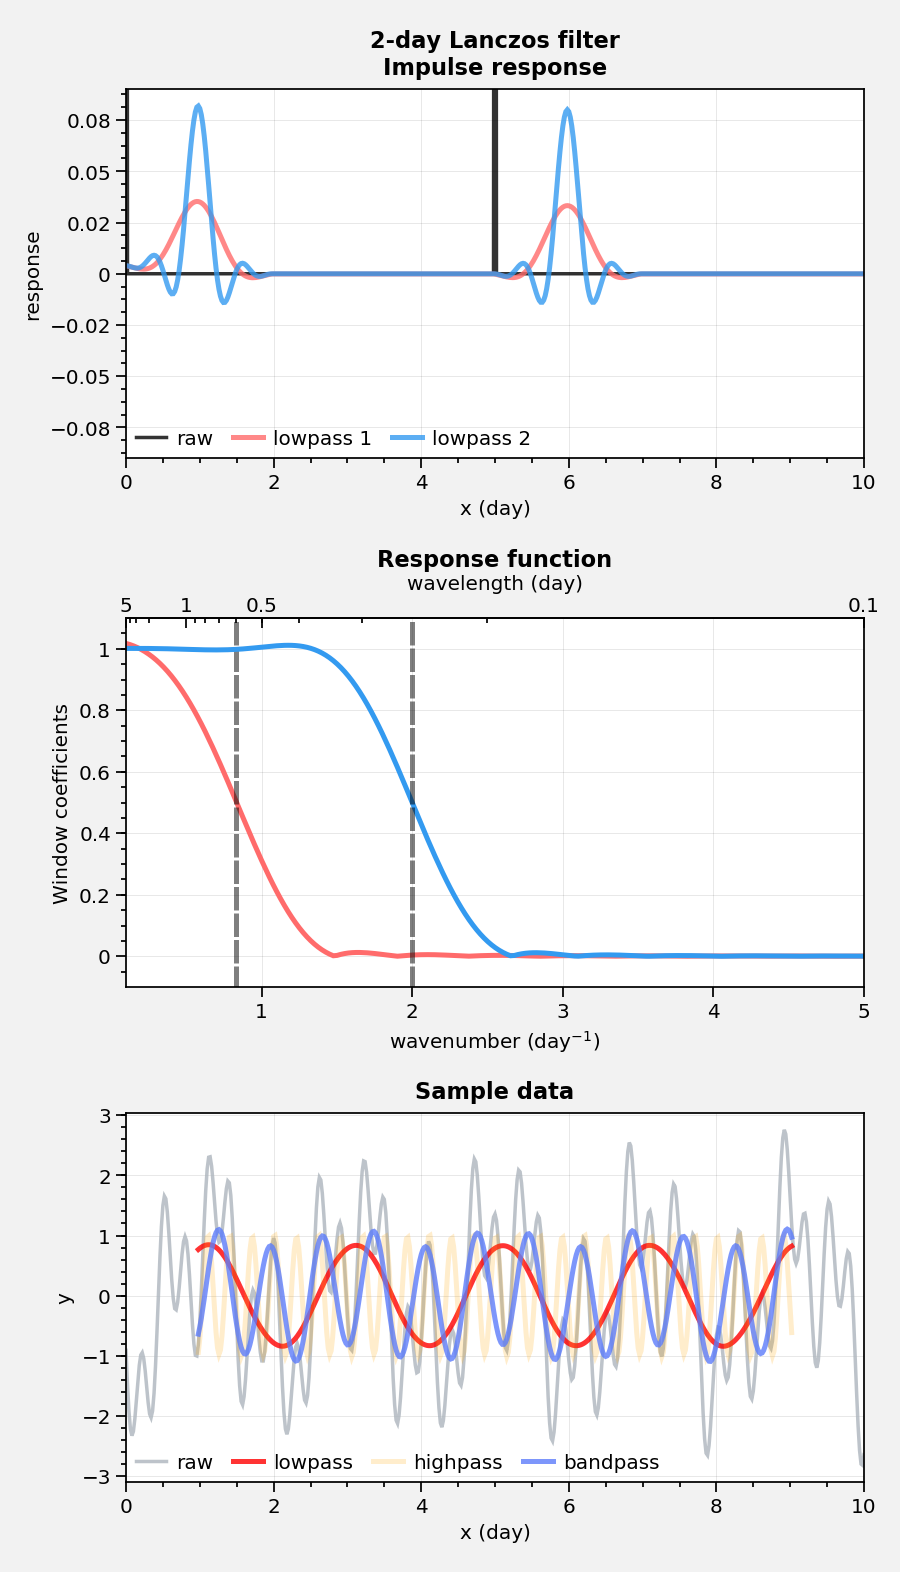 2-day Lanczos filter
Impulse response
0.08
0.05
0.02
0
−0.02
−0.05
−0.08
response
raw lowpass 1 lowpass 2
0 2 4 6 8 10
x (day)
Response function
wavelength (day)
5 1 0.5 0.1
1
0.8
0.6
0.4
0.2
0
Window coefficients
1 2 3 4 5
wavenumber (day⁻¹)
Sample data
3
2
1
0
−1
−2
−3
y
raw lowpass highpass bandpass
0 2 4 6 8 10
x (day)